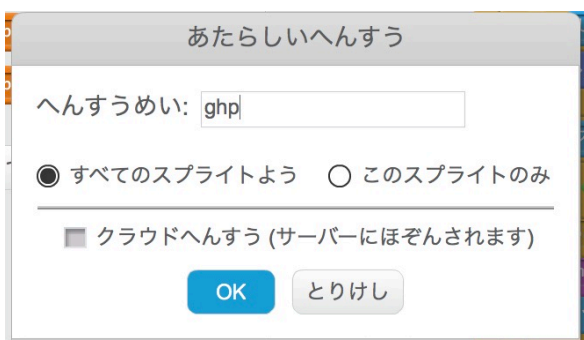 あたらしいへんすう
へんすうめい: ghp
すべてのスプライトよう このスプライトのみ
クラウドへんすう (サーバーにほぞんされます)
OK とりけし